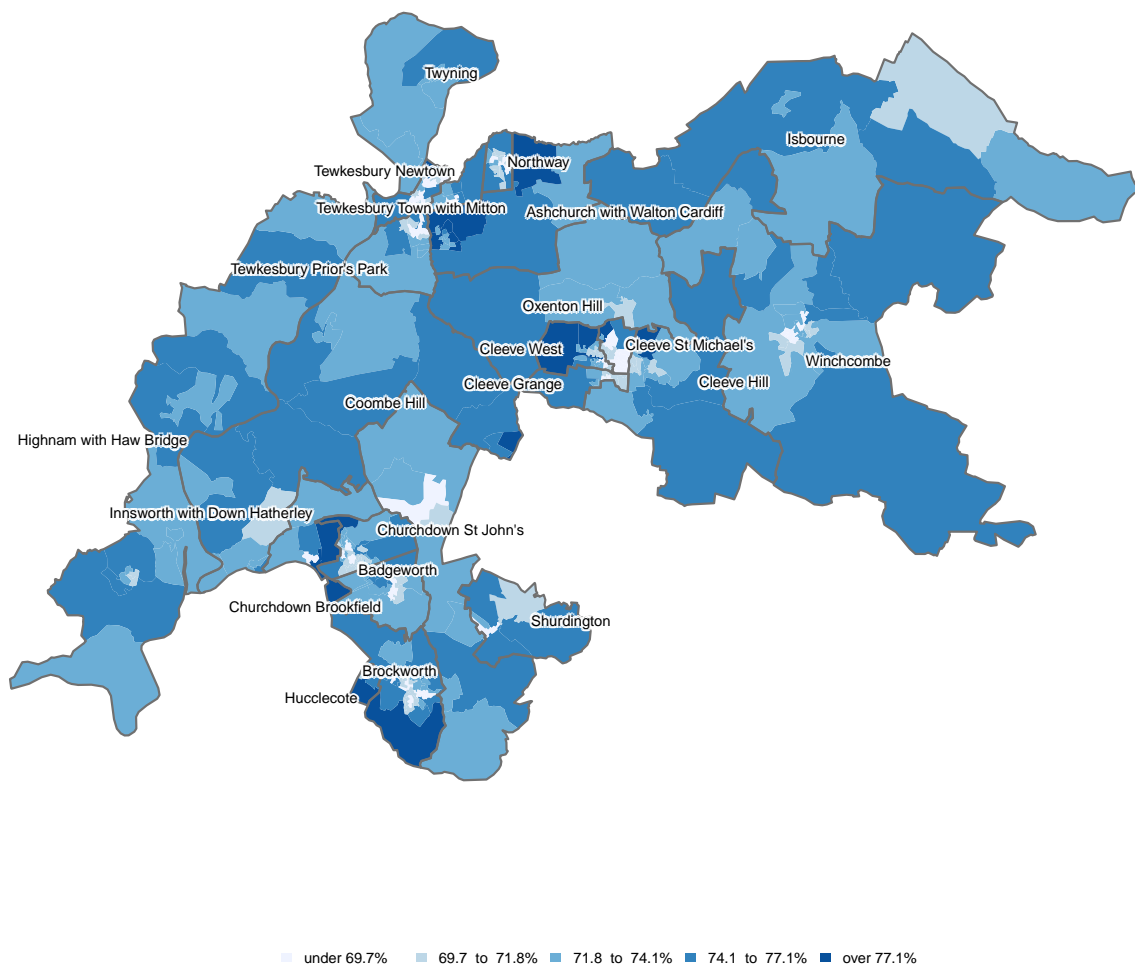 Twyning
Isbourne
Northway
Tewkesbury Newtown
Tewkesbury Town with Mitton
Ashchurch with Walton Cardiff
Tewkesbury Prior's Park
Oxenton Hill
Cleeve West
Cleeve St Michael's
Winchcombe
Cleeve Grange
Cleeve Hill
Coombe Hill
Highnam with Haw Bridge
Innsworth with Down Hatherley
Churchdown St John's
Badgeworth
Churchdown Brookfield
Shurdington
Brockworth
Hucclecote
under 69.7% 69.7 to 71.8% 71.8 to 74.1% 74.1 to 77.1% over 77.1%